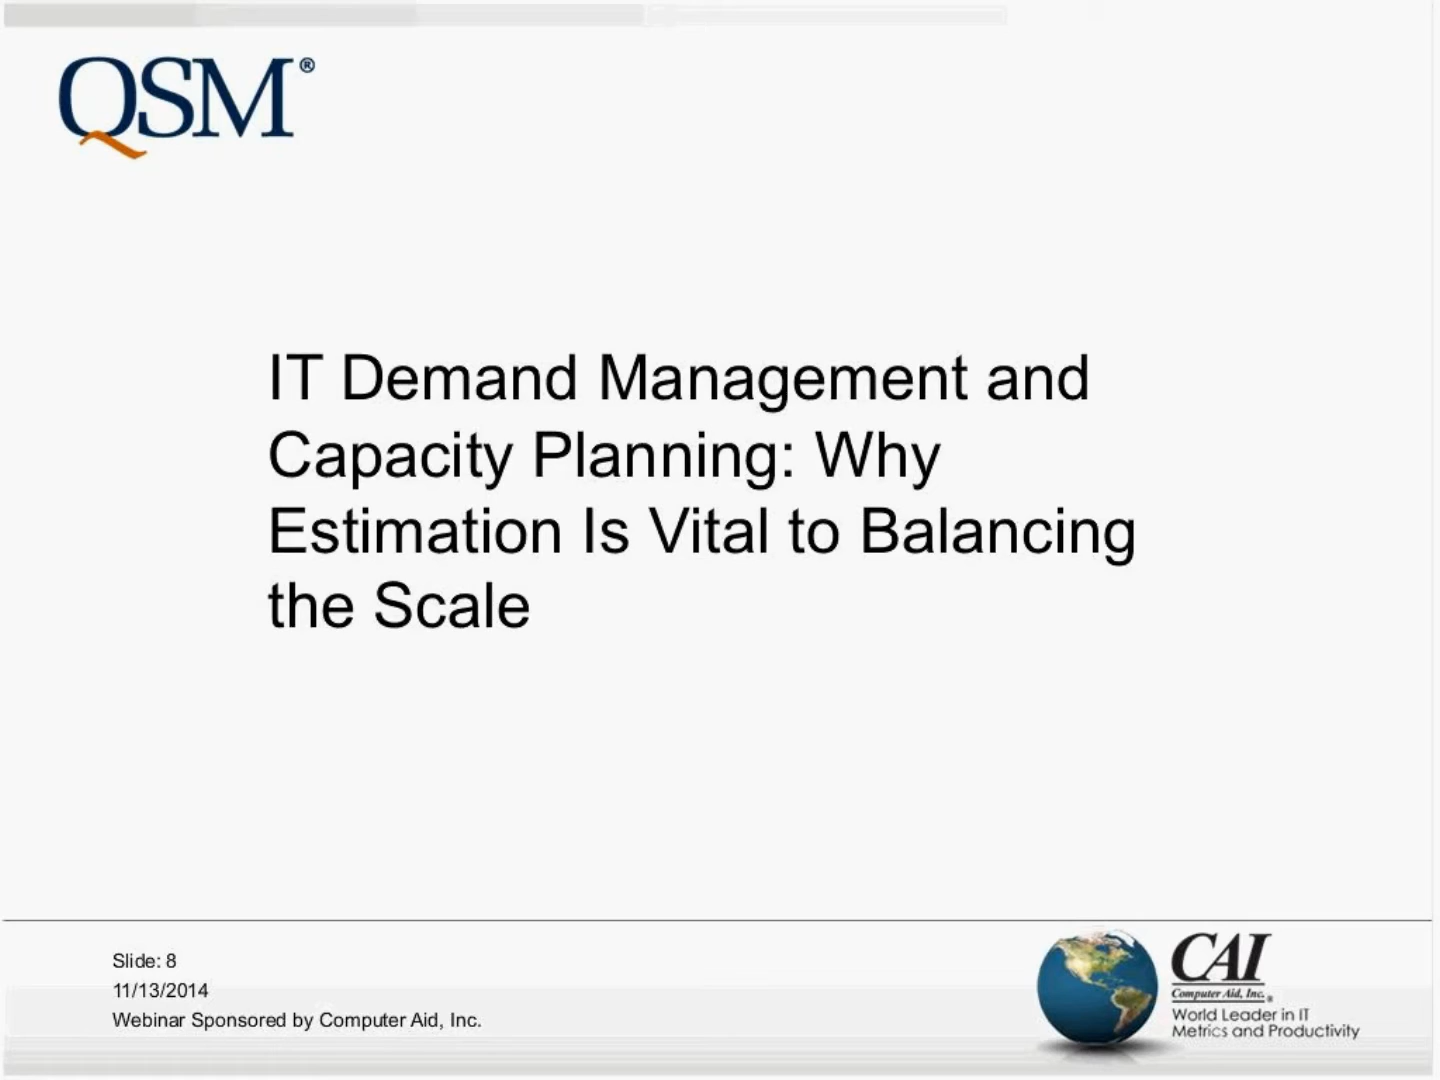 QSM®
IT Demand Management and
Capacity Planning: Why
Estimation Is Vital to Balancing
the Scale
Slide: 8
11/13/2014
Webinar Sponsored by Computer Aid, Inc.
CAI
Computer Aid, Inc.®
World Leader in IT
Metrics and Productivity